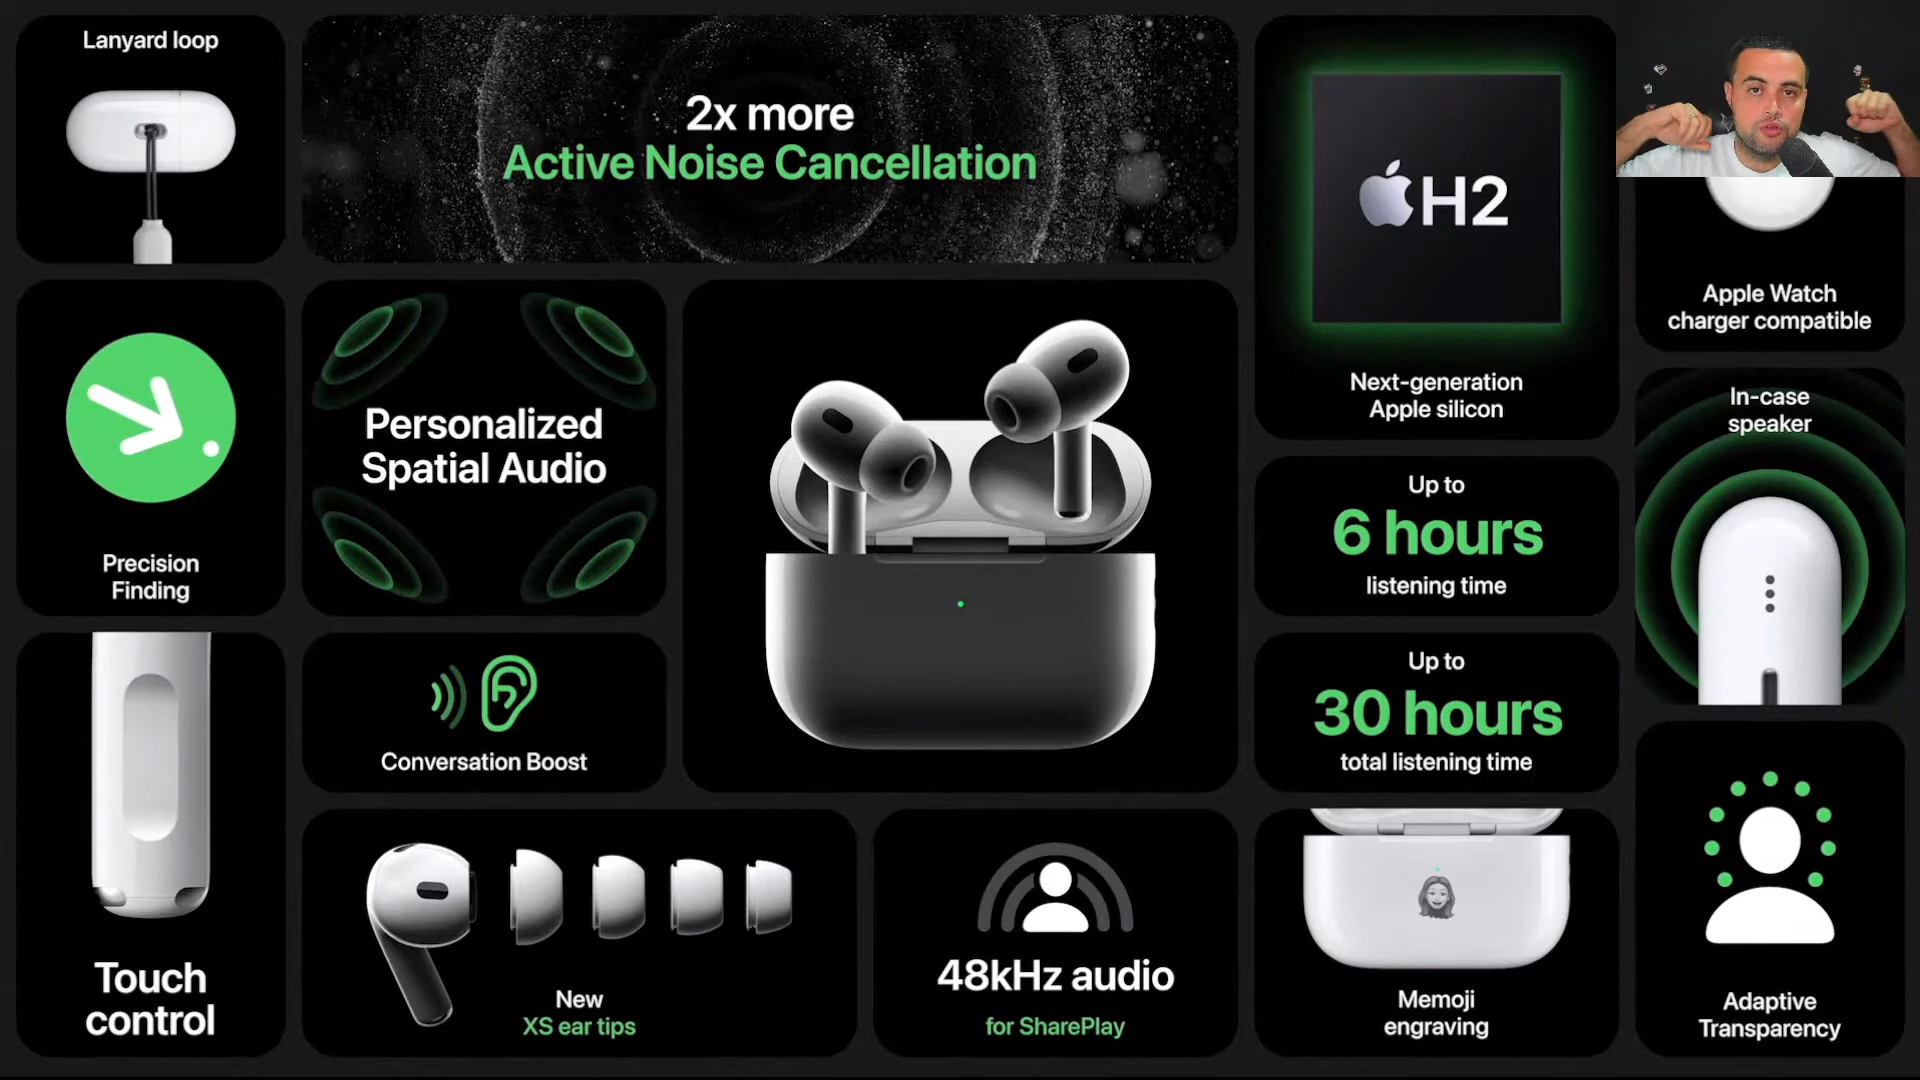 Lanyard loop
2x more
Active Noise Cancellation
H2
Next-generation
Apple silicon
Apple Watch
charger compatible
Precision
Finding
Personalized
Spatial Audio
Up to
6 hours
listening time
In-case
speaker
Touch
control
Conversation Boost
Up to
30 hours
total listening time
New
XS ear tips
48kHz audio
for SharePlay
Memoji
engraving
Adaptive
Transparency